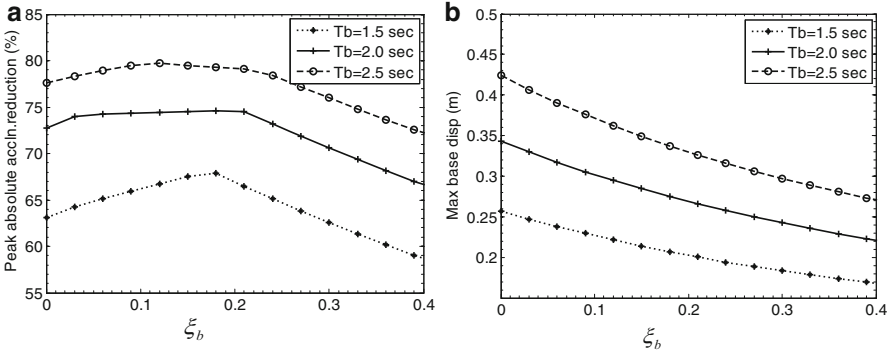 a
Peak absolute accln.reduction (%)
85
80
75
70
65
60
55
0
0.1
0.2
0.3
0.4
ξb
Tb=1.5 sec
Tb=2.0 sec
Tb=2.5 sec
b
Max base disp (m)
0.5
0.45
0.4
0.35
0.3
0.25
0.2
0
0.1
0.2
0.3
0.4
ξb
Tb=1.5 sec
Tb=2.0 sec
Tb=2.5 sec